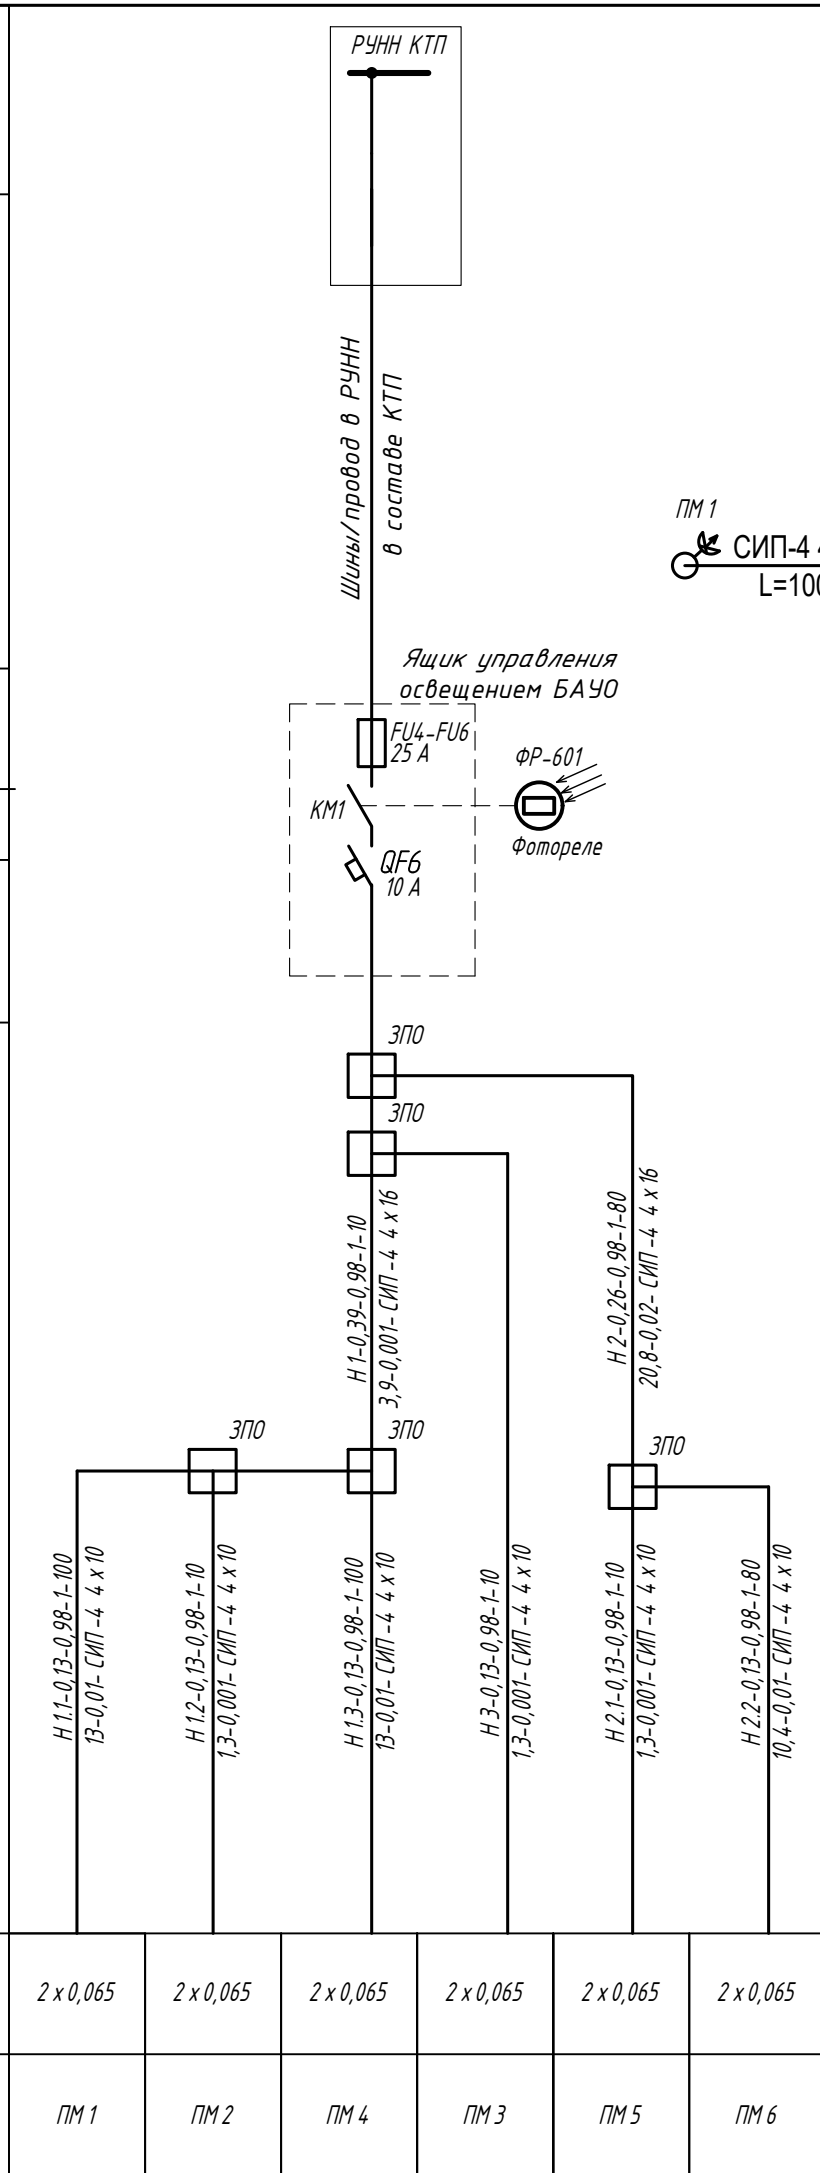 РУНН КТП
Шины/провод в РУНН
в составе КТП
ПМ 1
СИП-4
Ящик управления
освещением БАУО
FU4-FU6
25 А
ФР-601
КМ1
Фотореле
QF6
10 А
ЗПО
ЗПО
Н 1-0,39-0,98-1-10
3,9-0,001- СИП -4 4 х 16
Н 2-0,26-0,98-1-80
20,8-0,02- СИП -4 4 х 16
ЗПО
ЗПО
ЗПО
Н 1.1-0,13-0,98-1-100
13-0,01- СИП -4 4 х 10
Н 1.2-0,13-0,98-1-10
1,3-0,001- СИП -4 4 х 10
Н 1.3-0,13-0,98-1-100
13-0,01- СИП -4 4 х 10
Н 3-0,13-0,98-1-10
1,3-0,001- СИП -4 4 х 10
Н 2.1-0,13-0,98-1-10
1,3-0,001- СИП -4 4 х 10
Н 2.2-0,13-0,98-1-80
10,4-0,01- СИП -4 4 х 10
2 х 0,065 2 х 0,065 2 х 0,065 2 х 0,065 2 х 0,065 2 х 0,065
ПМ 1 ПМ 2 ПМ 4 ПМ 3 ПМ 5 ПМ 6